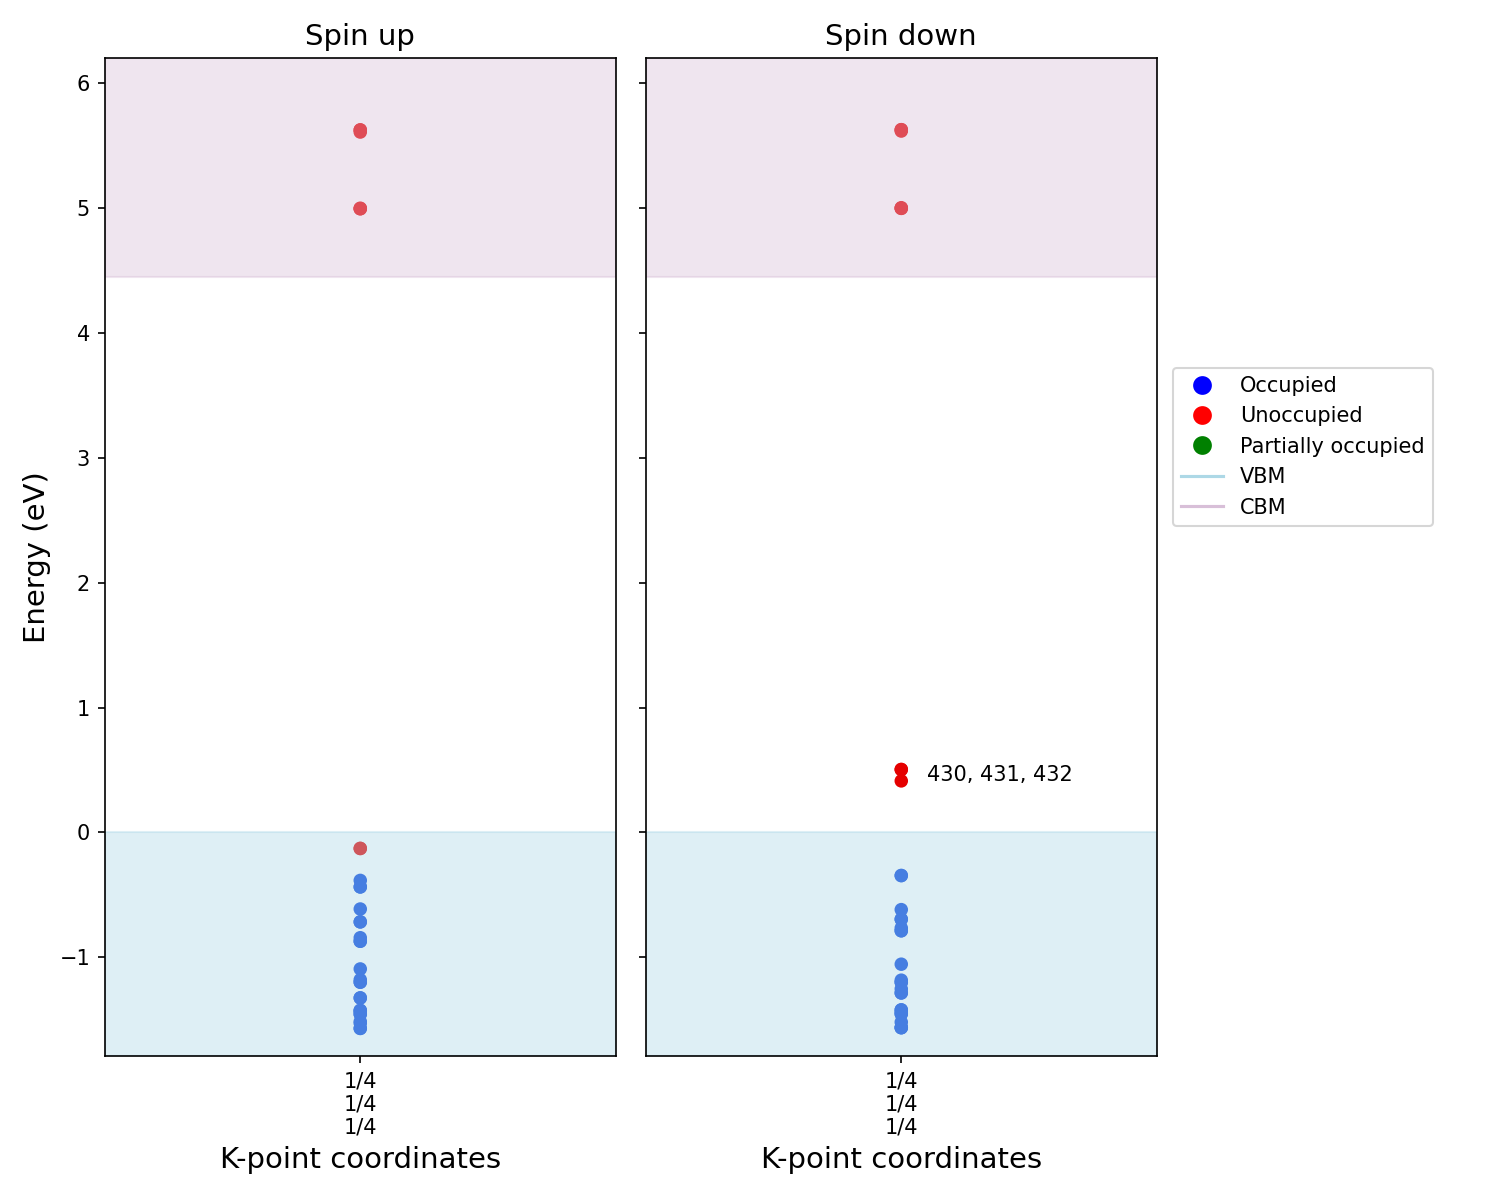 Spin up
Spin down
Energy (eV)
6
5
4
3
2
1
0
−1
430, 431, 432
1/4
1/4
1/4
1/4
1/4
1/4
K-point coordinates
K-point coordinates
Occupied
Unoccupied
Partially occupied
VBM
CBM